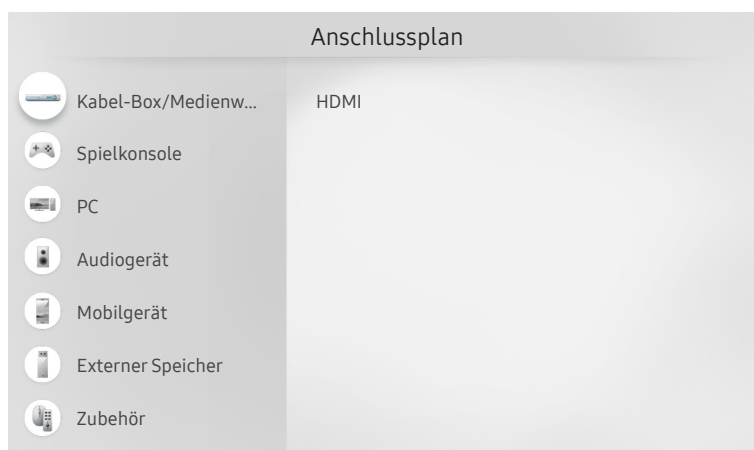 Anschlussplan
Kabel-Box/Medienw...
HDMI
Spielkonsole
PC
Audiogerät
Mobilgerät
Externer Speicher
Zubehör